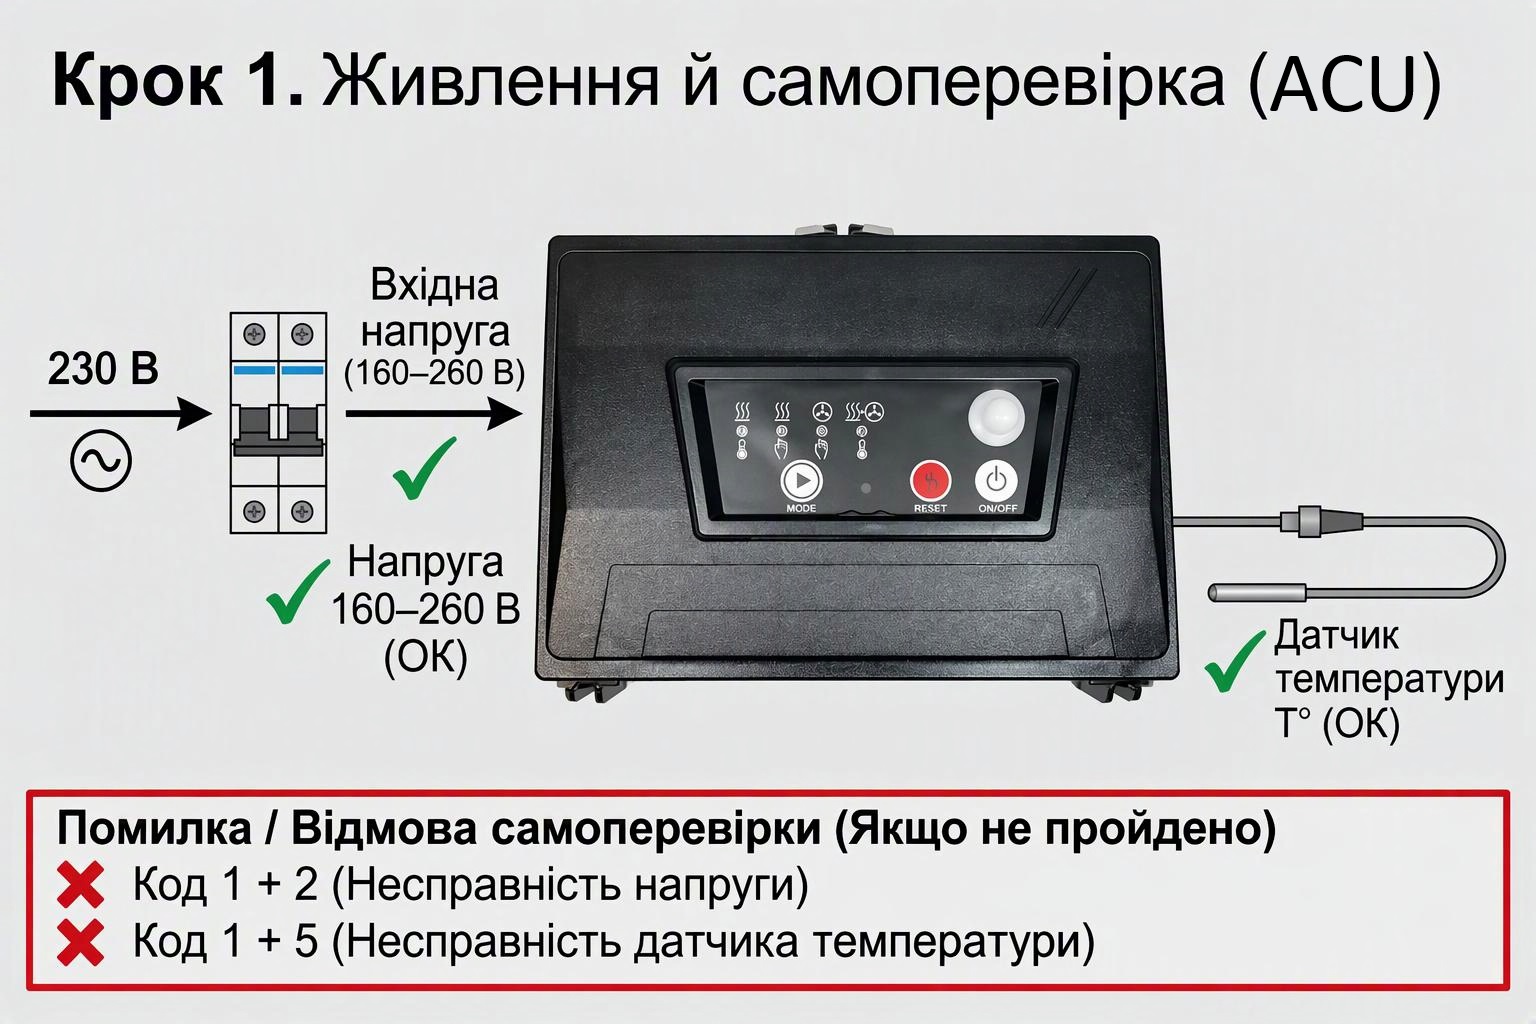 Крок 1. Живлення й самоперевірка (ACU)
230 В
Вхідна
напруга
(160–260 В)
Напруга
160–260 В
(ОК)
MODE
RESET
ON/OFF
Датчик
температури
T° (ОК)
Помилка / Відмова самоперевірки (Якщо не пройдено)
Код 1 + 2 (Несправність напруги)
Код 1 + 5 (Несправність датчика температури)